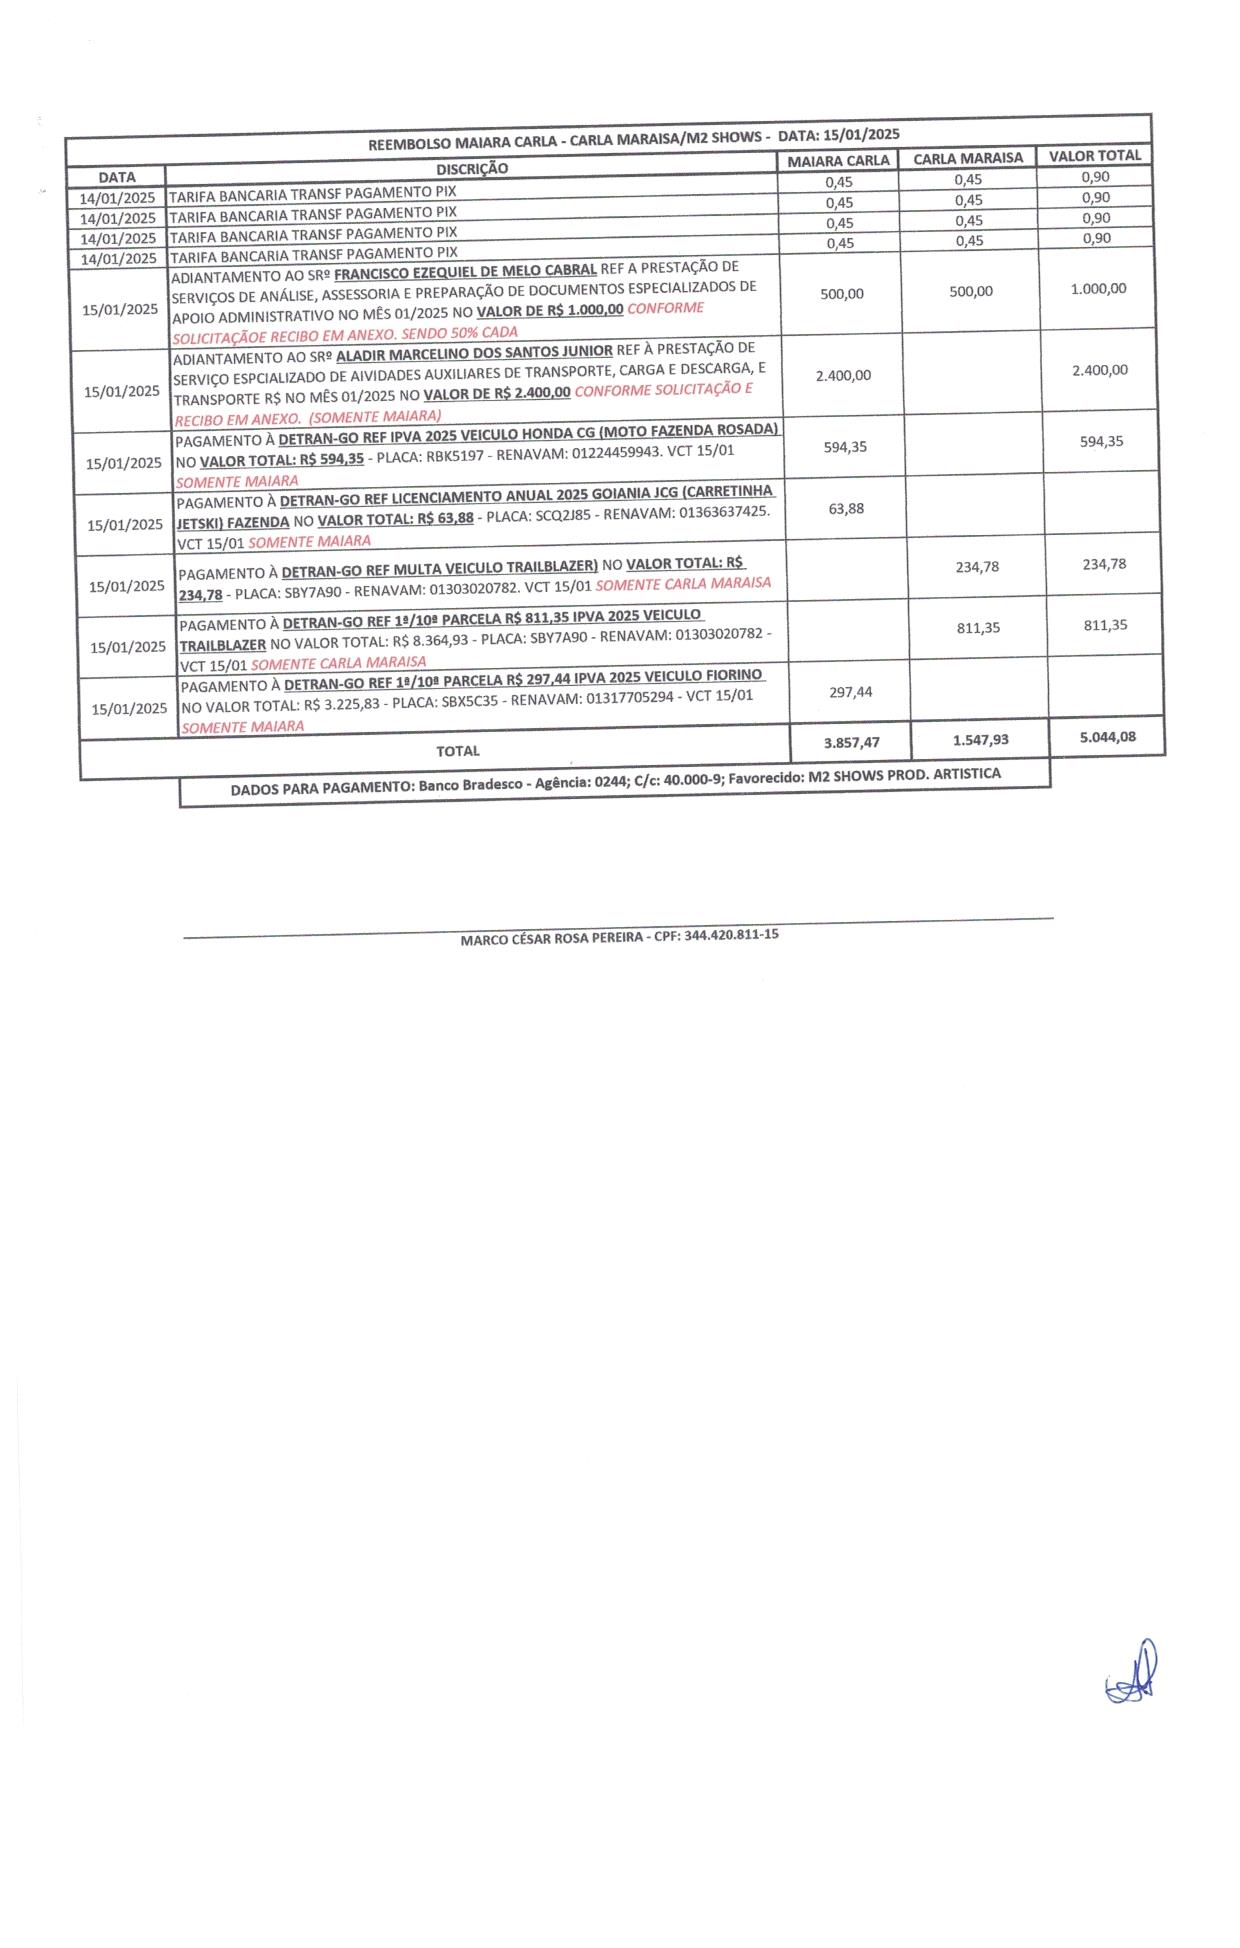 REEMBOLSO MAIARA CARLA - CARLA MARAISA/M2 SHOWS - DATA: 15/01/2025
DATA DISCRIÇÃO MAIARA CARLA CARLA MARAISA VALOR TOTAL
14/01/2025 TARIFA BANCARIA TRANSF PAGAMENTO PIX 0,45 0,45 0,90
14/01/2025 TARIFA BANCARIA TRANSF PAGAMENTO PIX 0,45 0,45 0,90
14/01/2025 TARIFA BANCARIA TRANSF PAGAMENTO PIX 0,45 0,45 0,90
14/01/2025 TARIFA BANCARIA TRANSF PAGAMENTO PIX 0,45 0,45 0,90
ADIANTAMENTO AO SRº FRANCISCO EZEQUIEL DE MELO CABRAL REF A PRESTAÇÃO DE
SERVIÇOS DE ANÁLISE, ASSESSORIA E PREPARAÇÃO DE DOCUMENTOS ESPECIALIZADOS DE
15/01/2025 APOIO ADMINISTRATIVO NO MÊS 01/2025 NO VALOR DE R$ 1.000,00 CONFORME 500,00 500,00 1.000,00
SOLICITAÇÃOE RECIBO EM ANEXO. SENDO 50% CADA
ADIANTAMENTO AO SRº ALADIR MARCELINO DOS SANTOS JUNIOR REF À PRESTAÇÃO DE
SERVIÇO ESPCIALIZADO DE AIVIDADES AUXILIARES DE TRANSPORTE, CARGA E DESCARGA, E
15/01/2025 TRANSPORTE R$ NO MÊS 01/2025 NO VALOR DE R$ 2.400,00 CONFORME SOLICITAÇÃO E 2.400,00 2.400,00
RECIBO EM ANEXO. (SOMENTE MAIARA)
PAGAMENTO À DETRAN-GO REF IPVA 2025 VEICULO HONDA CG (MOTO FAZENDA ROSADA)
15/01/2025 NO VALOR TOTAL: R$ 594,35 - PLACA: RBK5197 - RENAVAM: 01224459943. VCT 15/01 594,35 594,35
SOMENTE MAIARA
PAGAMENTO À DETRAN-GO REF LICENCIAMENTO ANUAL 2025 GOIANIA JCG (CARRETINHA
15/01/2025 JETSKI) FAZENDA NO VALOR TOTAL: R$ 63,88 - PLACA: SCQ2J85 - RENAVAM: 01363637425. 63,88
VCT 15/01 SOMENTE MAIARA
PAGAMENTO À DETRAN-GO REF MULTA VEICULO TRAILBLAZER) NO VALOR TOTAL: R$
15/01/2025 234,78 - PLACA: SBY7A90 - RENAVAM: 01303020782. VCT 15/01 SOMENTE CARLA MARAISA 234,78 234,78
PAGAMENTO À DETRAN-GO REF 1ª/10ª PARCELA R$ 811,35 IPVA 2025 VEICULO
15/01/2025 TRAILBLAZER NO VALOR TOTAL: R$ 8.364,93 - PLACA: SBY7A90 - RENAVAM: 01303020782 - 811,35 811,35
VCT 15/01 SOMENTE CARLA MARAISA
PAGAMENTO À DETRAN-GO REF 1ª/10ª PARCELA R$ 297,44 IPVA 2025 VEICULO FIORINO
15/01/2025 NO VALOR TOTAL: R$ 3.225,83 - PLACA: SBX5C35 - RENAVAM: 01317705294 - VCT 15/01 297,44
SOMENTE MAIARA
TOTAL 3.857,47 1.547,93 5.044,08
DADOS PARA PAGAMENTO: Banco Bradesco - Agência: 0244; C/c: 40.000-9; Favorecido: M2 SHOWS PROD. ARTISTICA
MARCO CÉSAR ROSA PEREIRA - CPF: 344.420.811-15